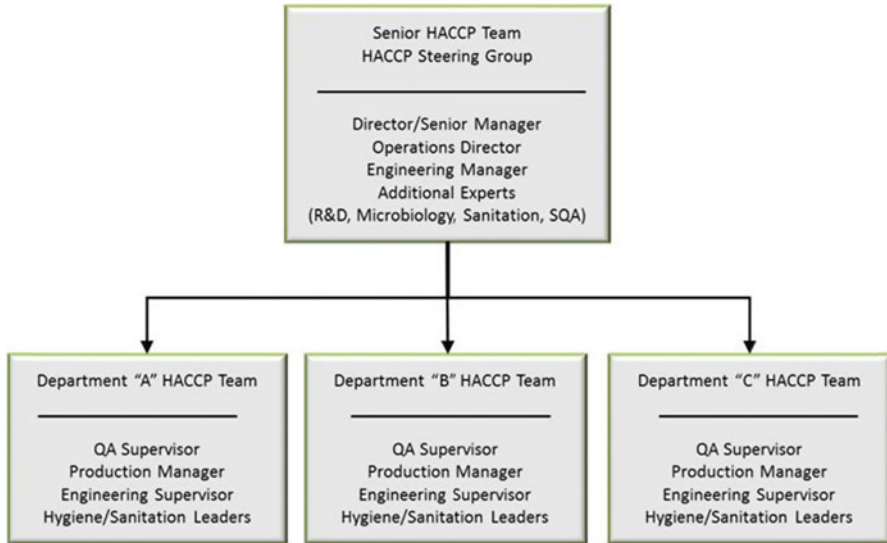 Senior HACCP Team
HACCP Steering Group
Director/Senior Manager
Operations Director
Engineering Manager
Additional Experts
(R&D, Microbiology, Sanitation, SQA)
Department “A” HACCP Team
QA Supervisor
Production Manager
Engineering Supervisor
Hygiene/Sanitation Leaders
Department “B” HACCP Team
QA Supervisor
Production Manager
Engineering Supervisor
Hygiene/Sanitation Leaders
Department “C” HACCP Team
QA Supervisor
Production Manager
Engineering Supervisor
Hygiene/Sanitation Leaders